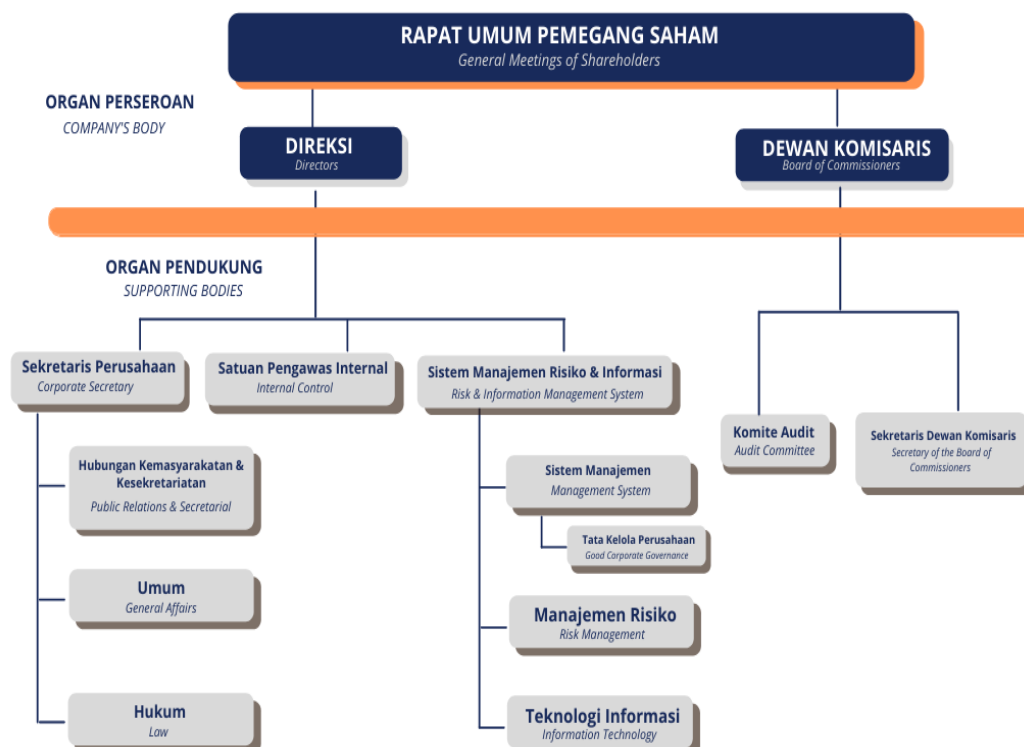 RAPAT UMUM PEMEGANG SAHAM
General Meetings of Shareholders
ORGAN PERSEROAN
COMPANY'S BODY
DIREKSI
Directors
DEWAN KOMISARIS
Board of Commissioners
ORGAN PENDUKUNG
SUPPORTING BODIES
Sekretaris Perusahaan
Corporate Secretary
Satuan Pengawas Internal
Internal Control
Sistem Manajemen Risiko & Informasi
Risk & Information Management System
Komite Audit
Audit Committee
Sekretaris Dewan Komisaris
Secretary of the Board of
Commissioners
Hubungan Kemasyarakatan &
Kesekretariatan
Public Relations & Secretarial
Umum
General Affairs
Hukum
Law
Sistem Manajemen
Management System
Tata Kelola Perusahaan
Good Corporate Governance
Manajemen Risiko
Risk Management
Teknologi Informasi
Information Technology